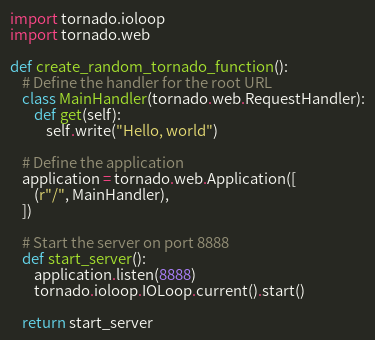 import tornado.ioloop
import tornado.web

def create_random_tornado_function():
    # Define the handler for the root URL
    class MainHandler(tornado.web.RequestHandler):
        def get(self):
            self.write("Hello, world")

    # Define the application
    application = tornado.web.Application([
        (r"/", MainHandler),
    ])

    # Start the server on port 8888
    def start_server():
        application.listen(8888)
        tornado.ioloop.IOLoop.current().start()

    return start_server